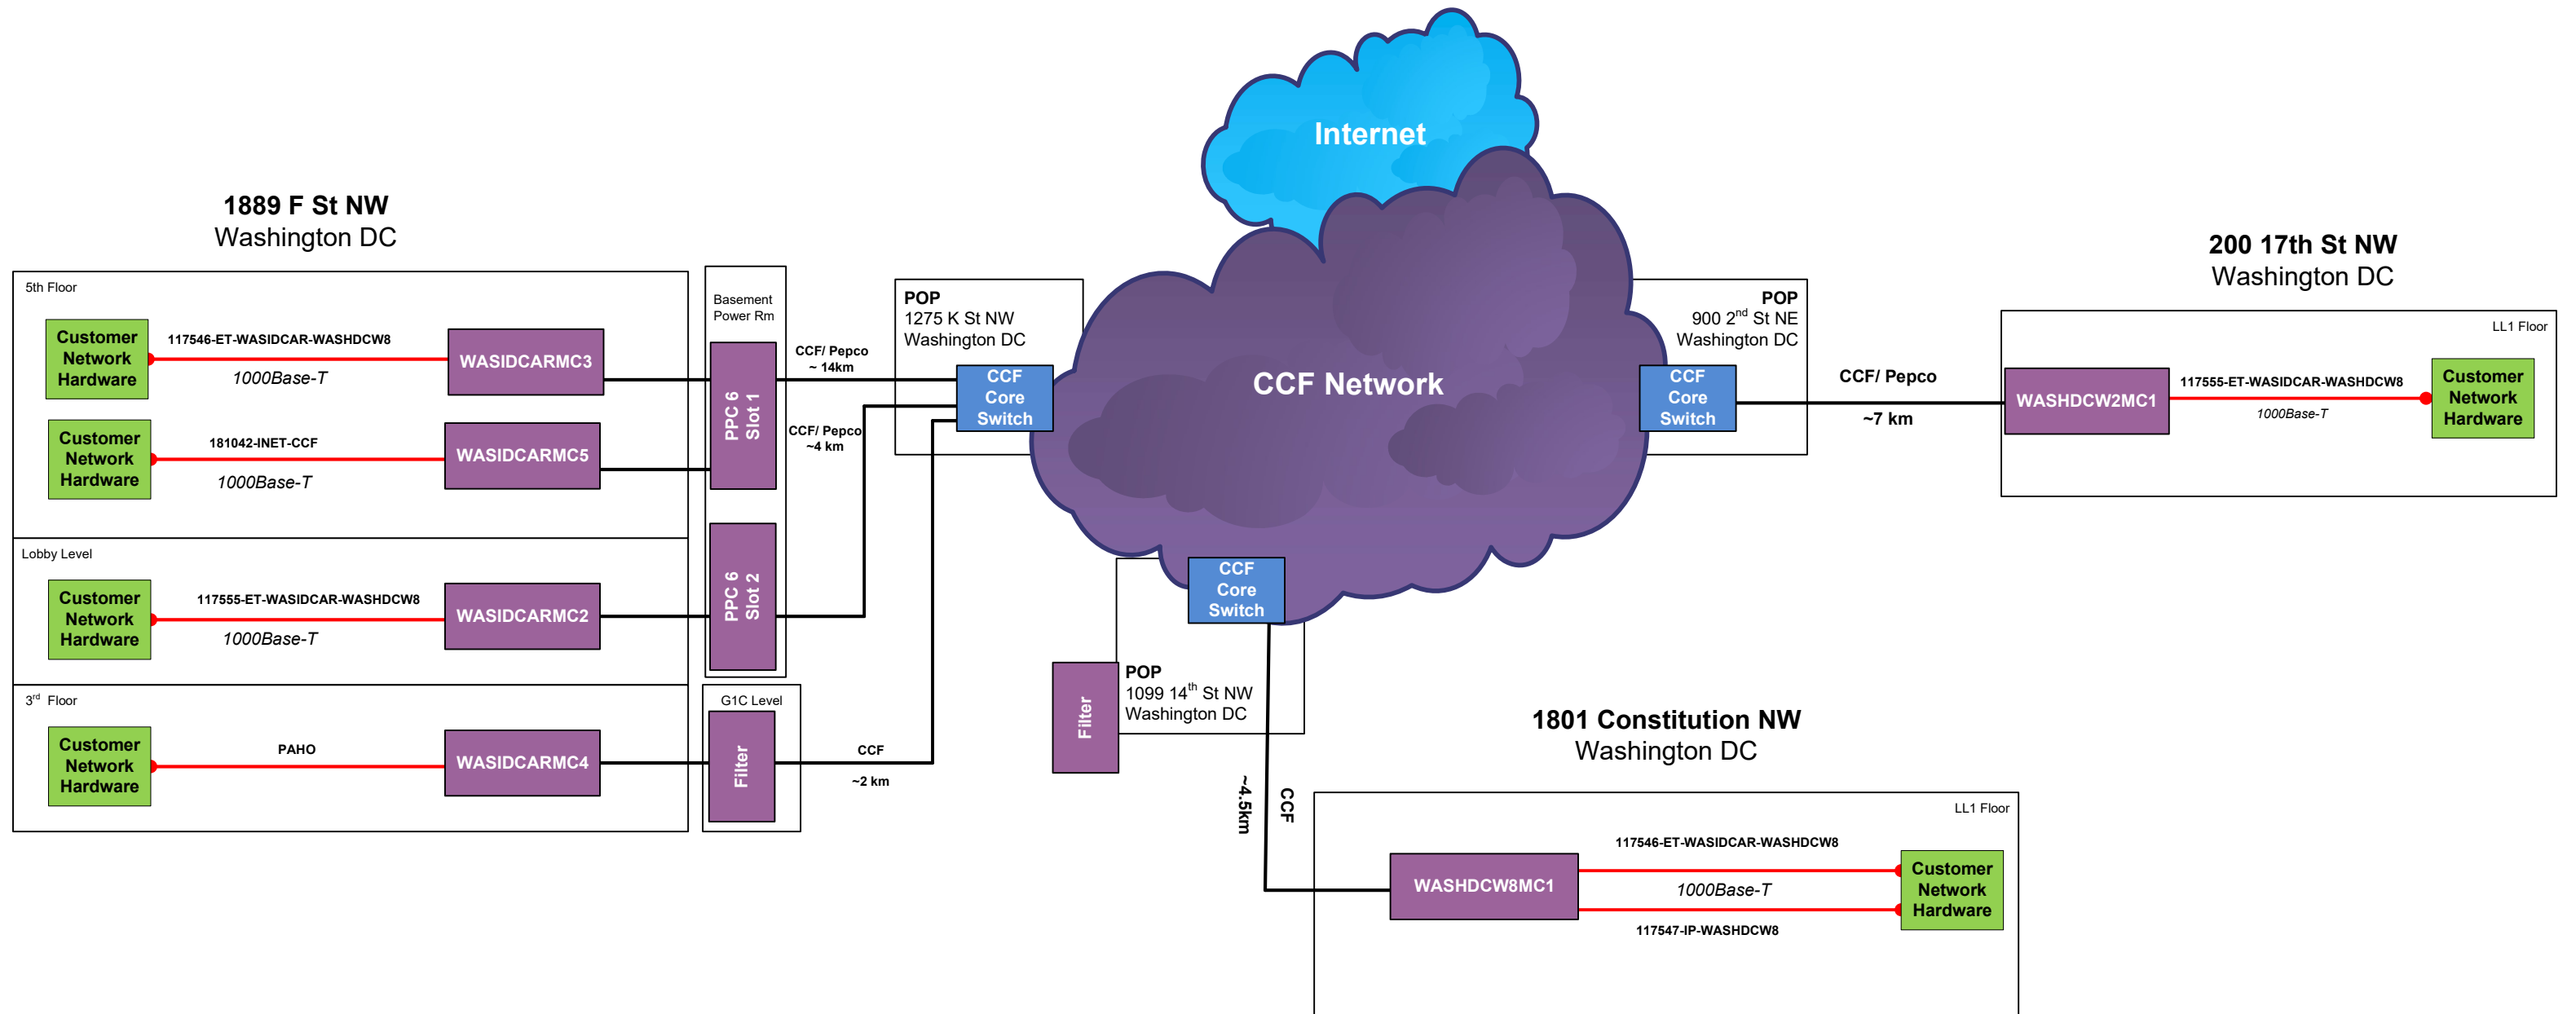 Internet
CCF Network
1889 F St NW
Washington DC
5th Floor
Customer
Network
Hardware
117546-ET-WASIDCAR-WASHDCW8
1000Base-T
WASIDCARMC3
Customer
Network
Hardware
181042-INET-CCF
1000Base-T
WASIDCARMC5
Lobby Level
Customer
Network
Hardware
117555-ET-WASIDCAR-WASHDCW8
1000Base-T
WASIDCARMC2
3rd Floor
Customer
Network
Hardware
PAHO
WASIDCARMC4
Basement
Power Rm
PPC 6
Slot 1
PPC 6
Slot 2
G1C Level
Filter
CCF/ Pepco
~ 14km
CCF/ Pepco
~4 km
CCF
~2 km
POP
1275 K St NW
Washington DC
CCF
Core
Switch
POP
900 2nd St NE
Washington DC
CCF
Core
Switch
CCF/ Pepco
~7 km
200 17th St NW
Washington DC
LL1 Floor
WASHDCW2MC1
117555-ET-WASIDCAR-WASHDCW8
1000Base-T
Customer
Network
Hardware
CCF
Core
Switch
POP
1099 14th St NW
Washington DC
Filter
CCF
~4.5km
1801 Constitution NW
Washington DC
LL1 Floor
WASHDCW8MC1
117546-ET-WASIDCAR-WASHDCW8
1000Base-T
117547-IP-WASHDCW8
Customer
Network
Hardware